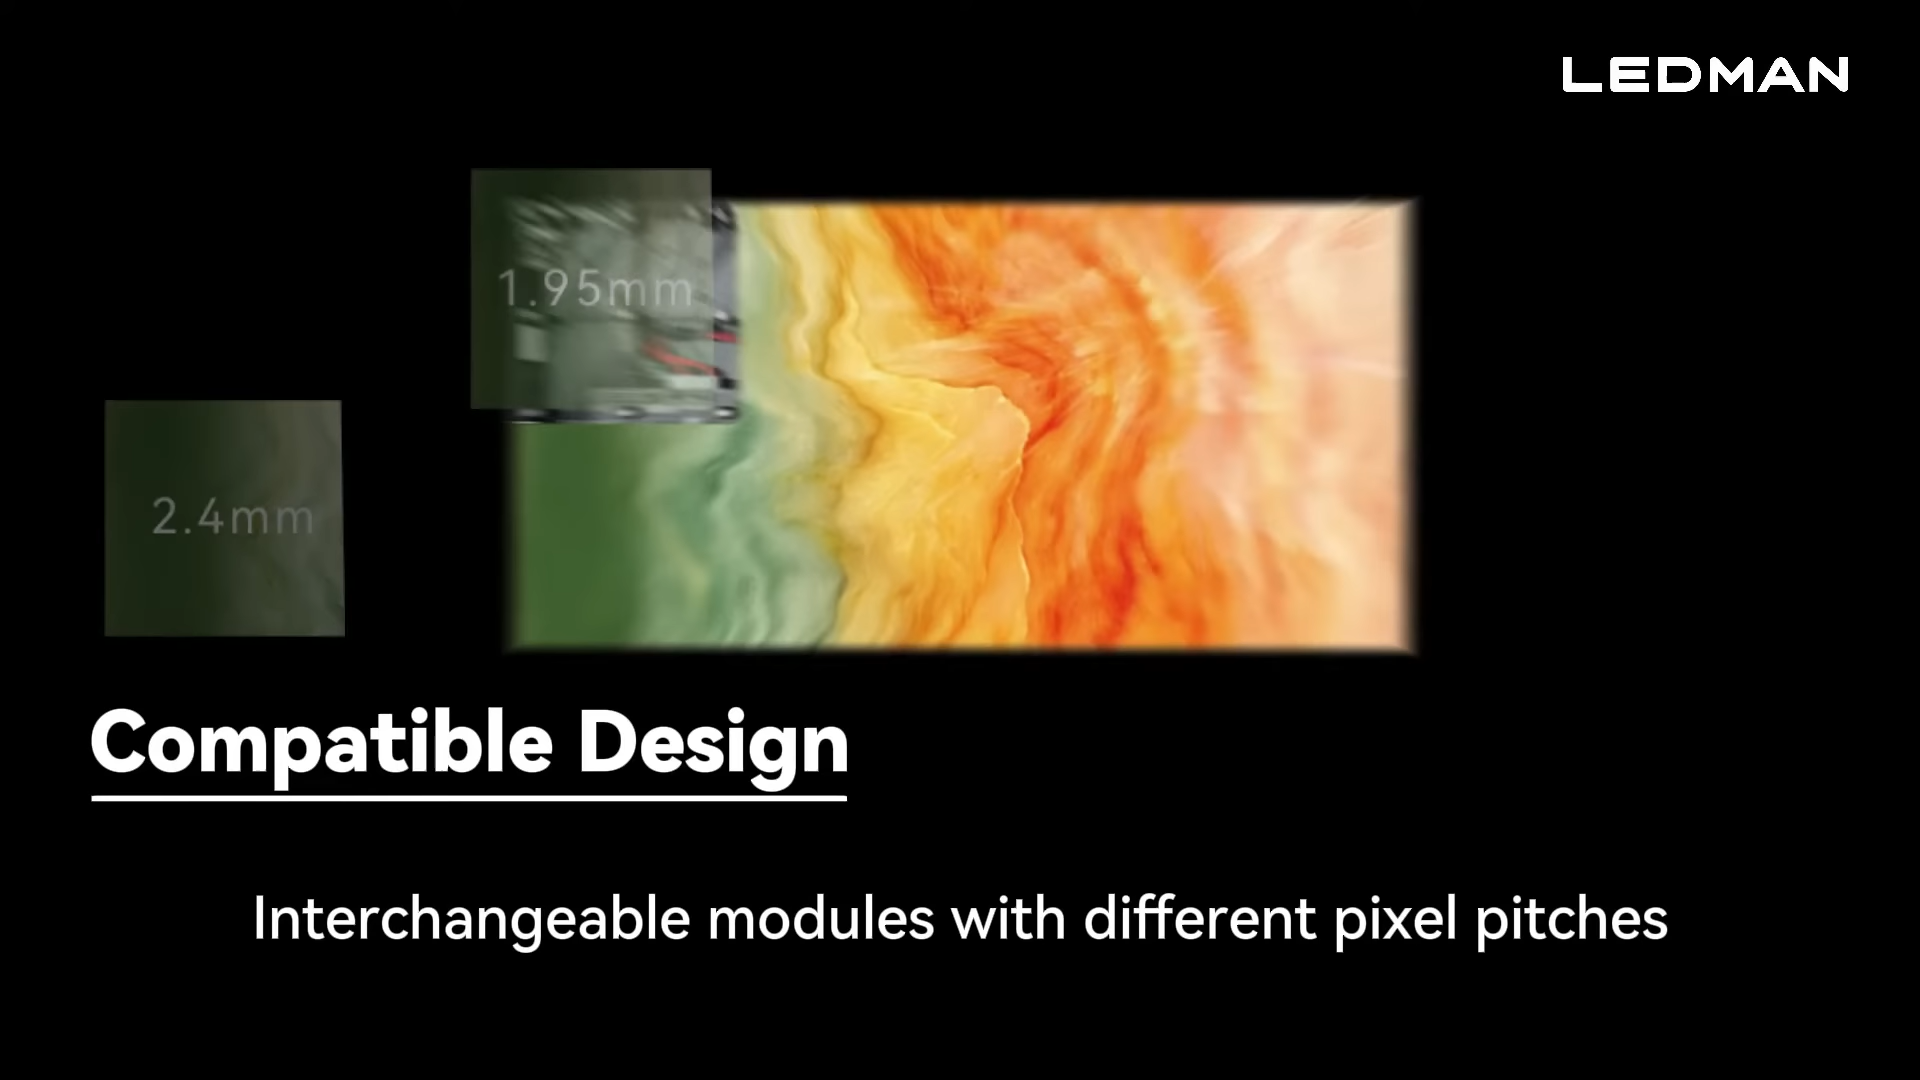 LEDMAN
1.95mm
2.4mm
Compatible Design
Interchangeable modules with different pixel pitches